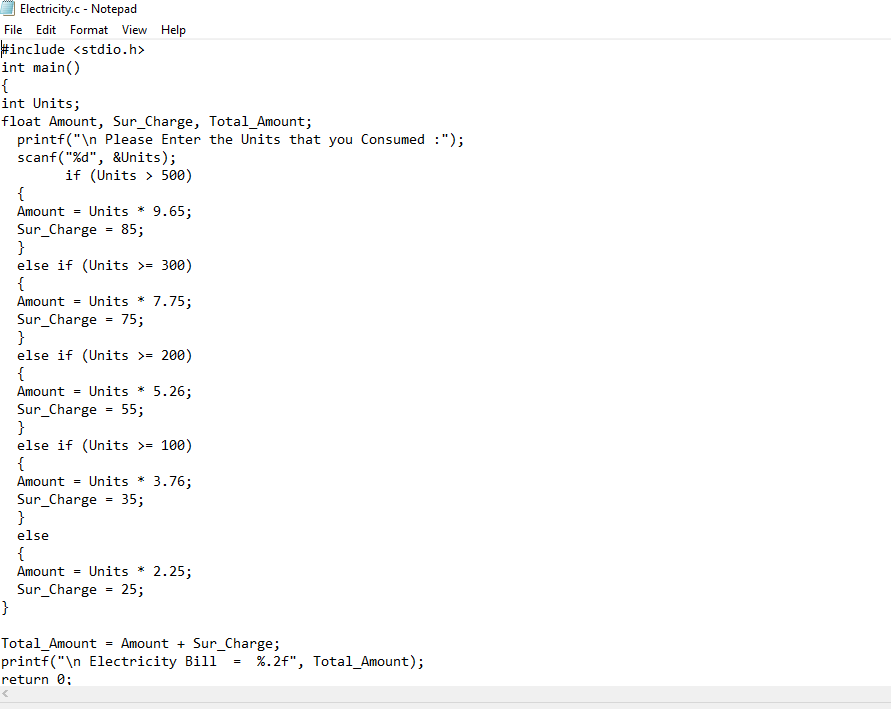 Electricity.c - Notepad
File Edit Format View Help
#include <stdio.h>
int main()
{
int Units;
float Amount, Sur_Charge, Total_Amount;
  printf("\n Please Enter the Units that you Consumed :");
  scanf("%d", &Units);
        if (Units > 500)
  {
  Amount = Units * 9.65;
  Sur_Charge = 85;
  }
  else if (Units >= 300)
  {
  Amount = Units * 7.75;
  Sur_Charge = 75;
  }
  else if (Units >= 200)
  {
  Amount = Units * 5.26;
  Sur_Charge = 55;
  }
  else if (Units >= 100)
  {
  Amount = Units * 3.76;
  Sur_Charge = 35;
  }
  else
  {
  Amount = Units * 2.25;
  Sur_Charge = 25;
}

Total_Amount = Amount + Sur_Charge;
printf("\n Electricity Bill  =  %.2f", Total_Amount);
return 0;